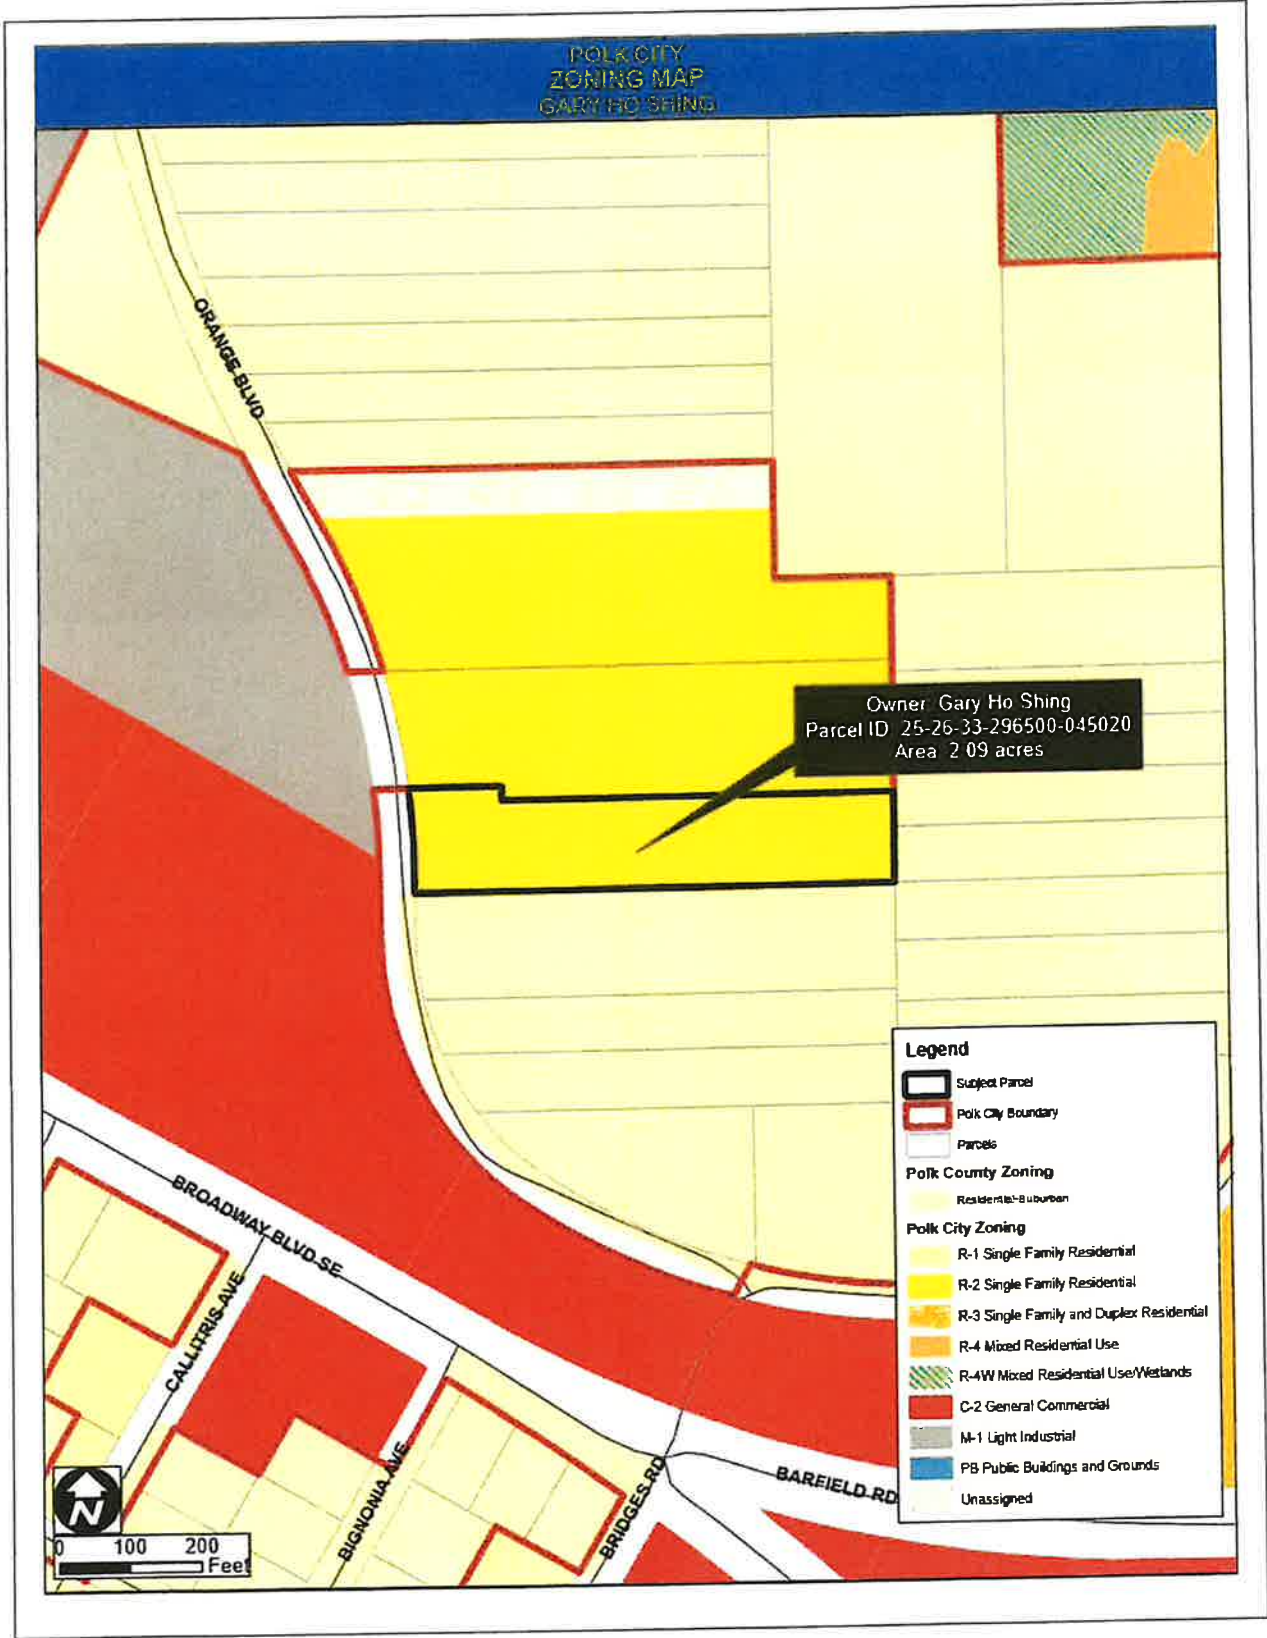 POLK CITY
ZONING MAP
GARY HO SHING
ORANGE BLVD
Owner: Gary Ho Shing
Parcel ID 25-26-33-296500-045020
Area 2.09 acres
Legend
Subject Parcel
Polk City Boundary
Parcels
Polk County Zoning
Residential-Suburban
Polk City Zoning
R-1 Single Family Residential
R-2 Single Family Residential
R-3 Single Family and Duplex Residential
R-4 Mixed Residential Use
R-4W Mixed Residential Use/Wetlands
C-2 General Commercial
M-1 Light Industrial
PB Public Buildings and Grounds
Unassigned
BROADWAY BLVD SE
CALLITRIS AVE
BIGNONIA AVE
BRIDGES RD
BARFIELD RD
N
0 100 200
Feet